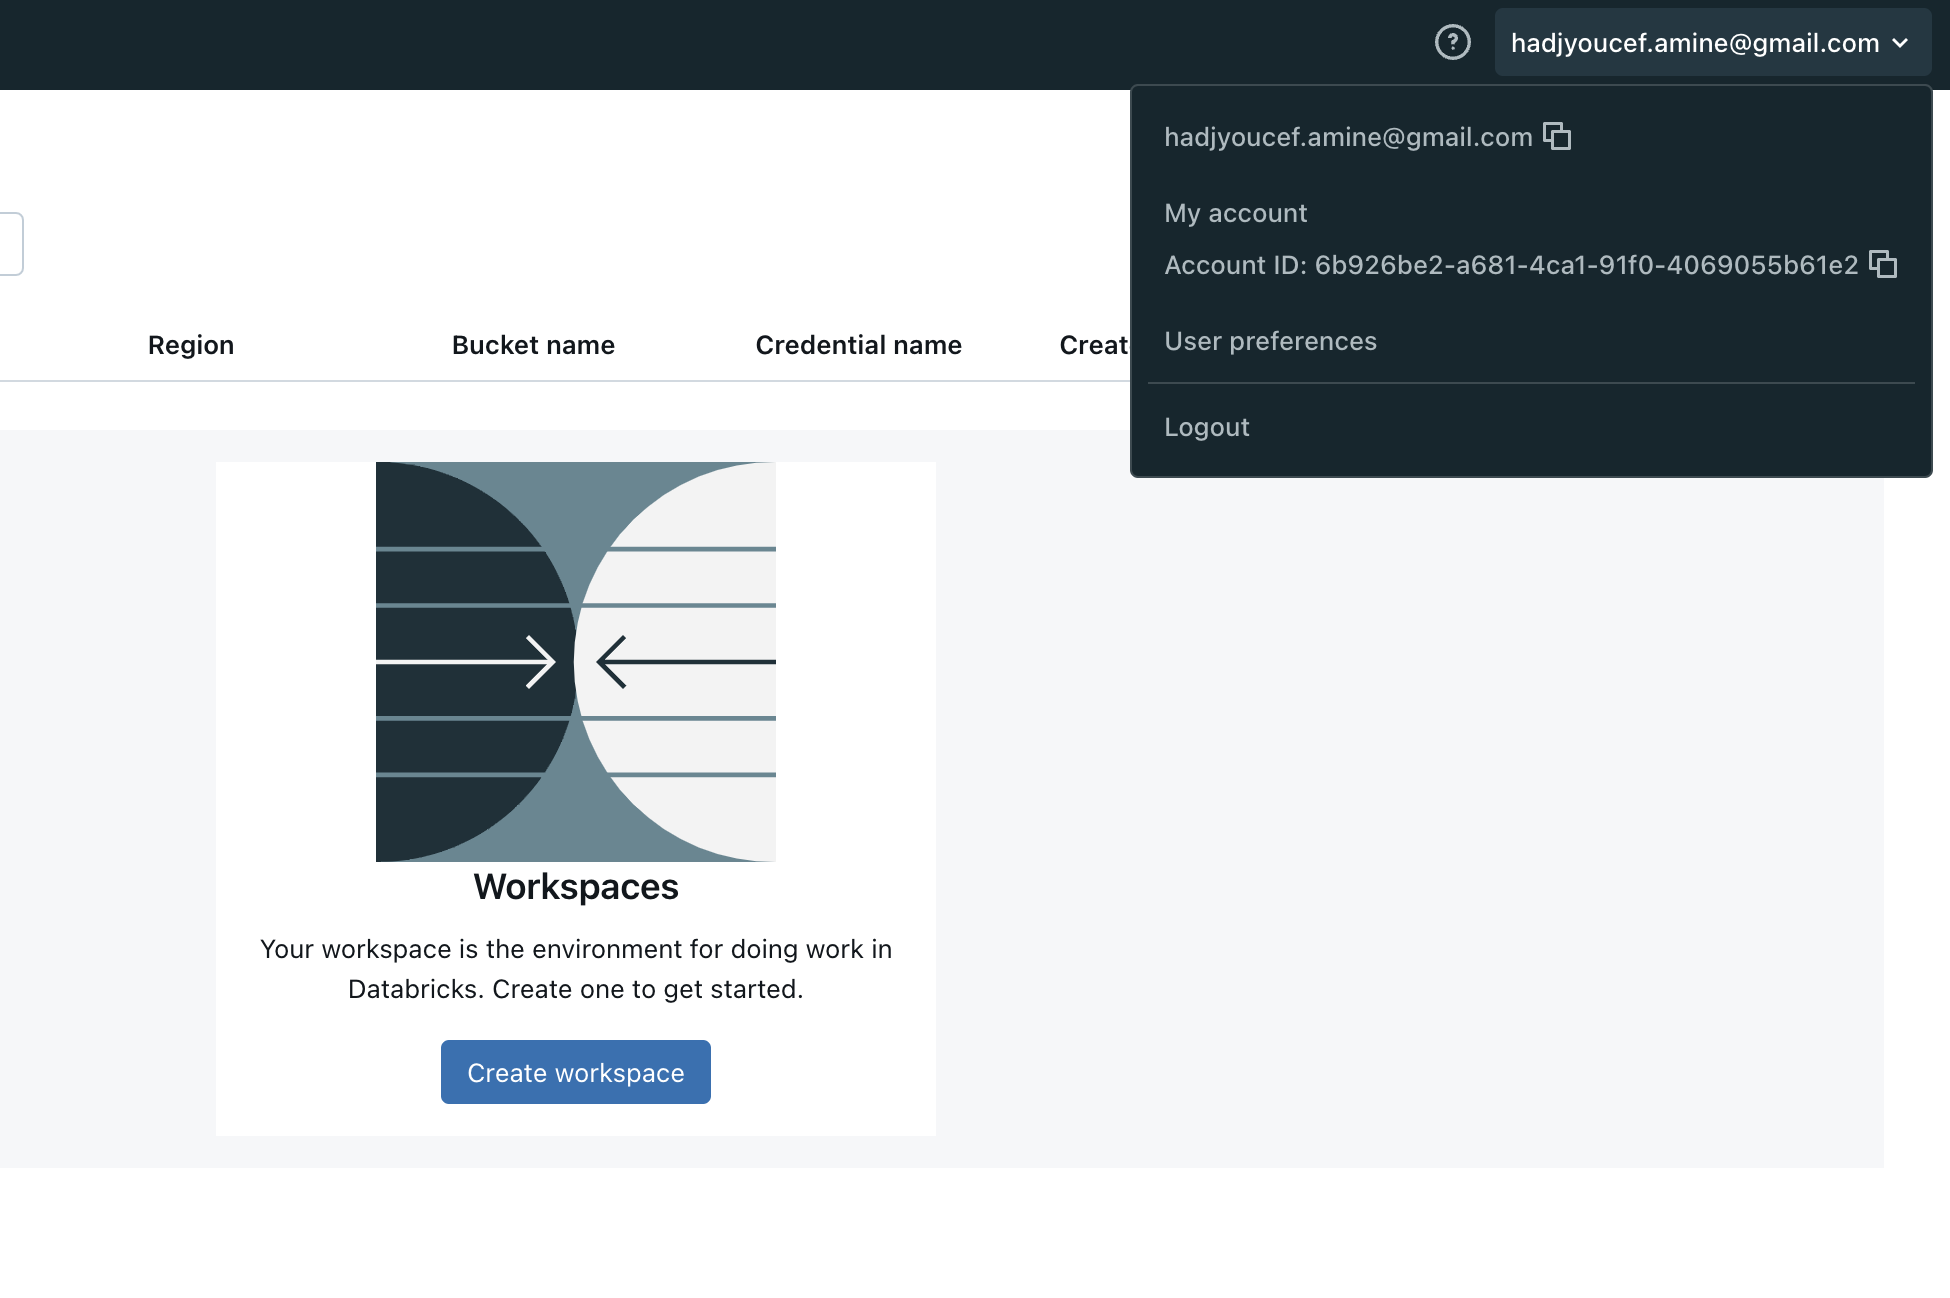 hadjyoucef.amine@gmail.com
hadjyoucef.amine@gmail.com
My account
Account ID: 6b926be2-a681-4ca1-91f0-4069055b61e2
User preferences
Logout
Region Bucket name Credential name Creat
Workspaces
Your workspace is the environment for doing work in
Databricks. Create one to get started.
Create workspace